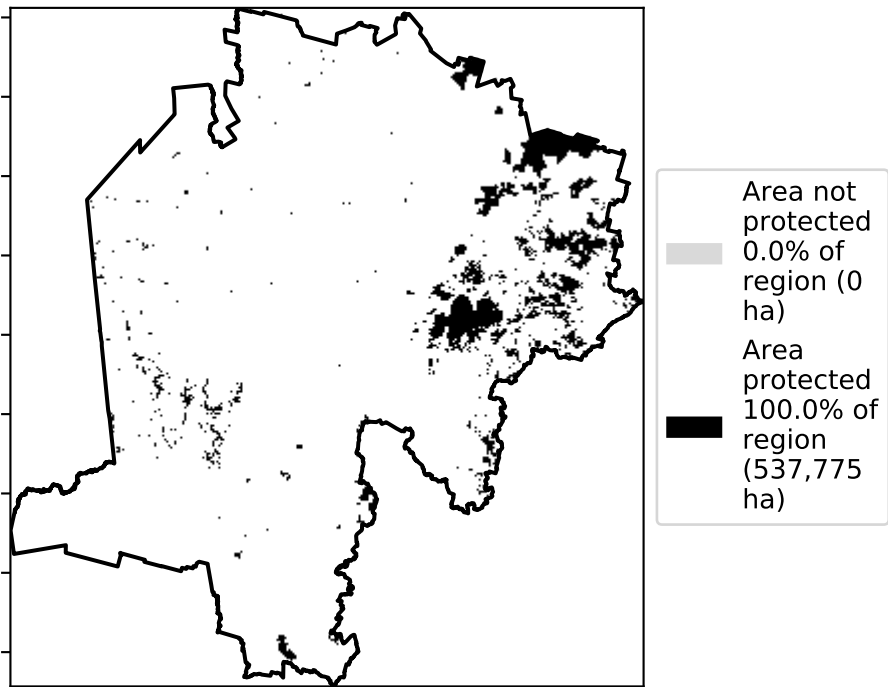 Area not
protected
0.0% of
region (0
ha)
Area
protected
100.0% of
region
(537,775
ha)